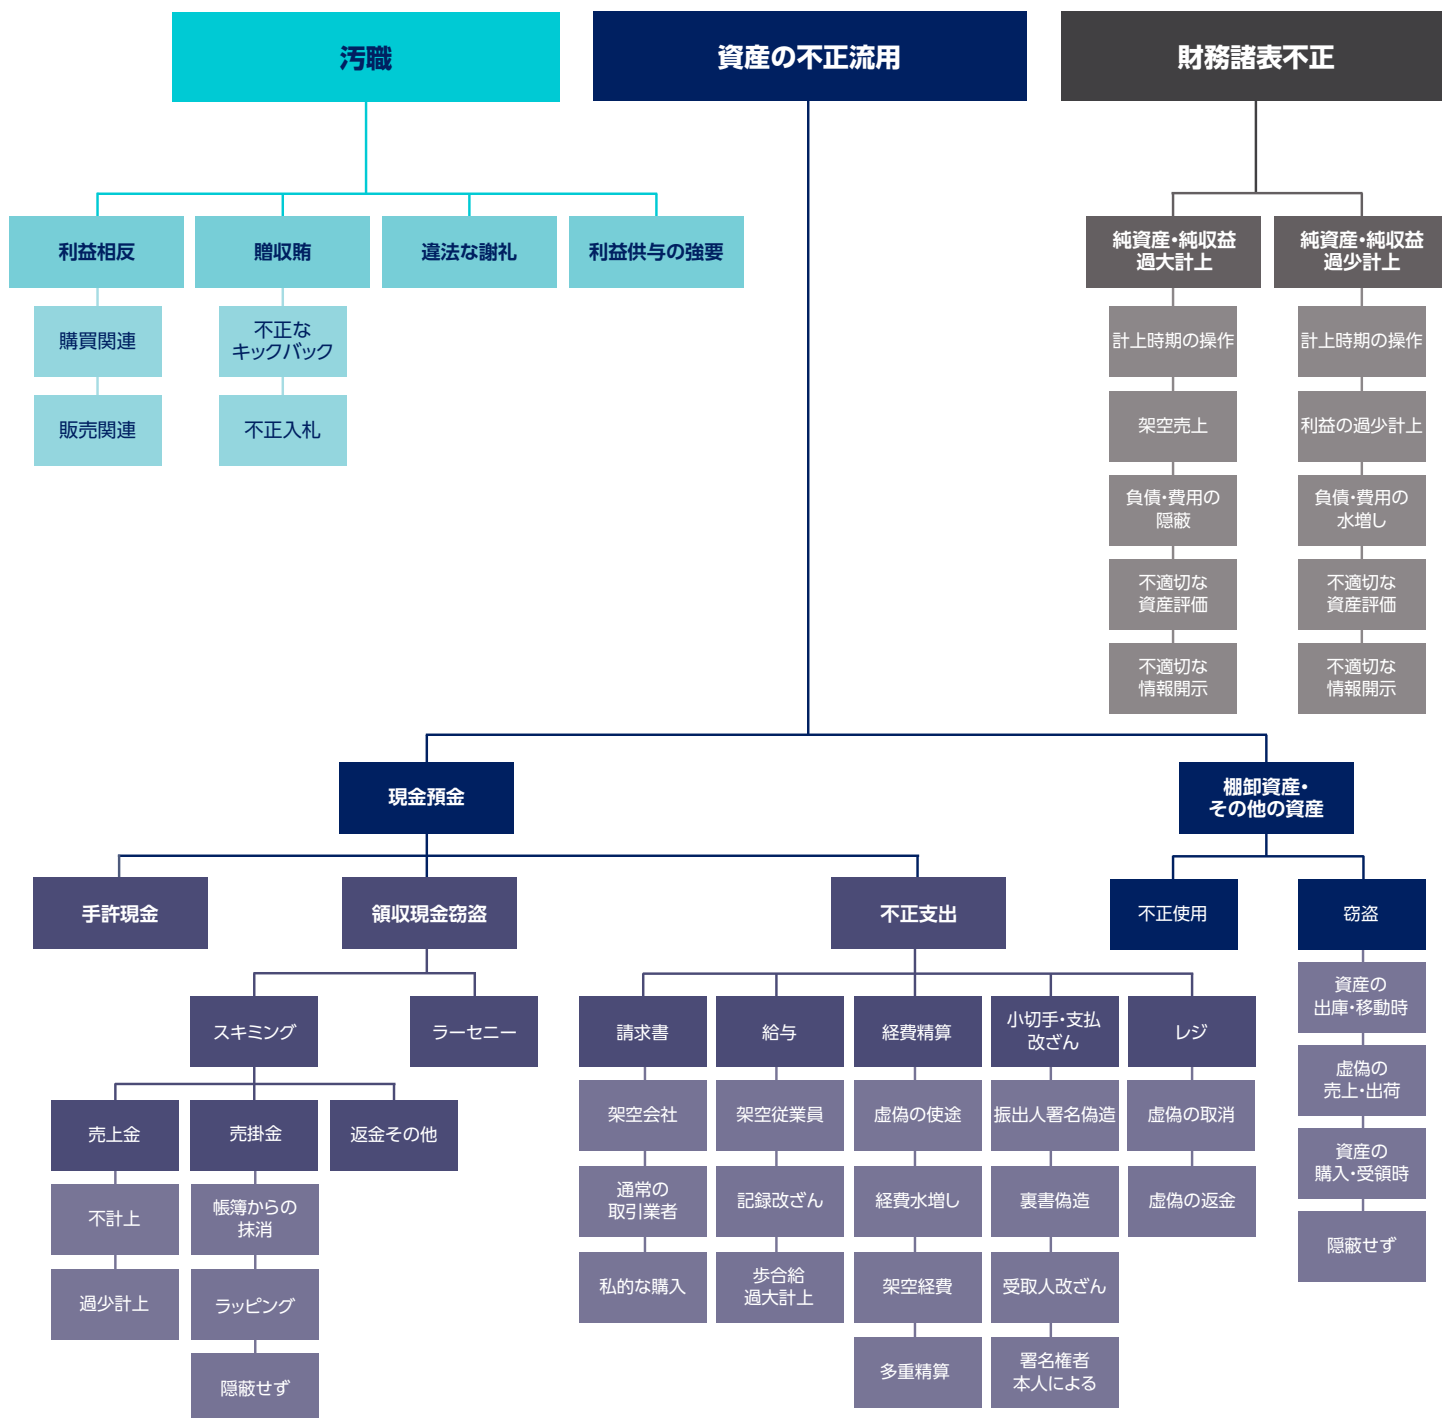 汚職
資産の不正流用
財務諸表不正
利益相反
贈収賄
違法な謝礼
利益供与の強要
購買関連
販売関連
不正な
キックバック
不正入札
純資産・純収益
過大計上
純資産・純収益
過少計上
計上時期の操作
架空売上
負債・費用の
隠蔽
不適切な
資産評価
不適切な
情報開示
計上時期の操作
利益の過少計上
負債・費用の
水増し
不適切な
資産評価
不適切な
情報開示
現金預金
棚卸資産・
その他の資産
手許現金
領収現金窃盗
不正支出
不正使用
窃盗
スキミング
ラーセニー
売上金
売掛金
返金その他
不計上
過少計上
帳簿からの
抹消
ラッピング
隠蔽せず
請求書
給与
経費精算
小切手・支払
改ざん
レジ
架空会社
通常の
取引業者
私的な購入
架空従業員
記録改ざん
歩合給
過大計上
虚偽の使途
経費水増し
架空経費
多重精算
振出人署名偽造
裏書偽造
受取人改ざん
署名権者
本人による
虚偽の取消
虚偽の返金
資産の
出庫・移動時
虚偽の
売上・出荷
資産の
購入・受領時
隠蔽せず